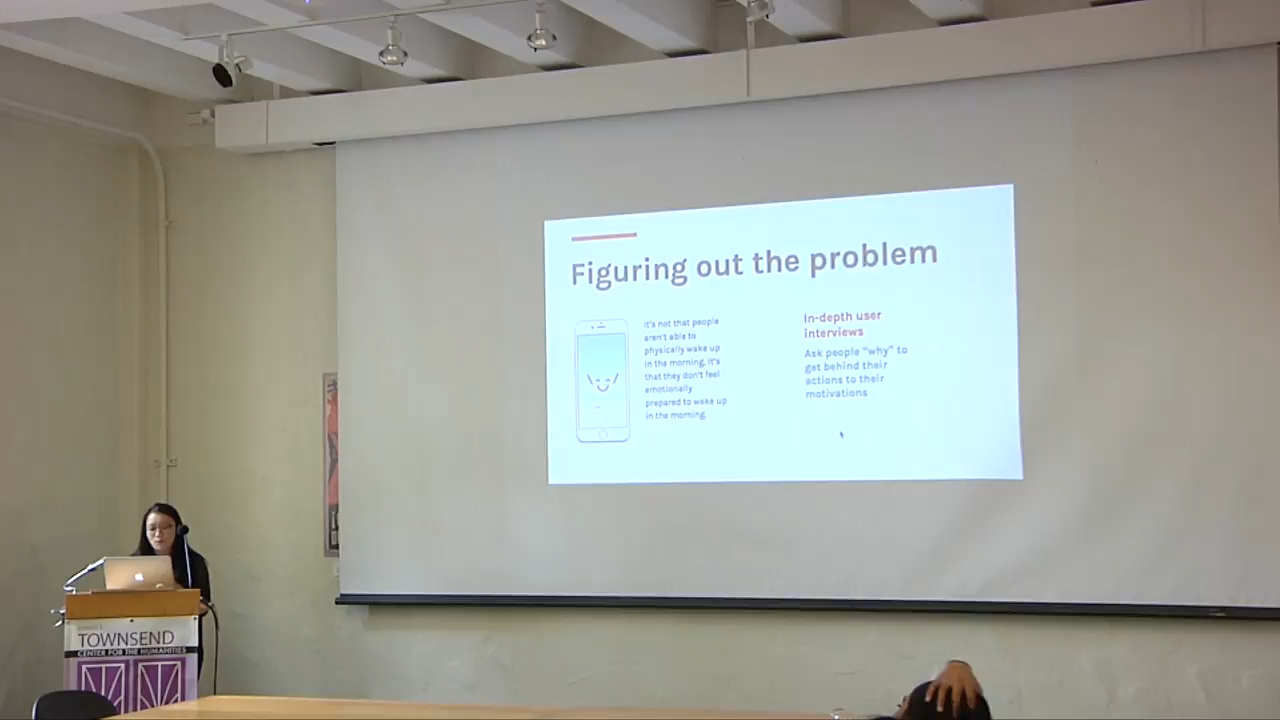 Figuring out the problem
It's not that people
aren't able to
physically wake up
in the morning, it's
that they don't feel
emotionally
prepared to wake up
in the morning.
In-depth user
interviews
Ask people "why" to
get behind their
actions to their
motivations
TOWNSEND
CENTER FOR THE HUMANITIES